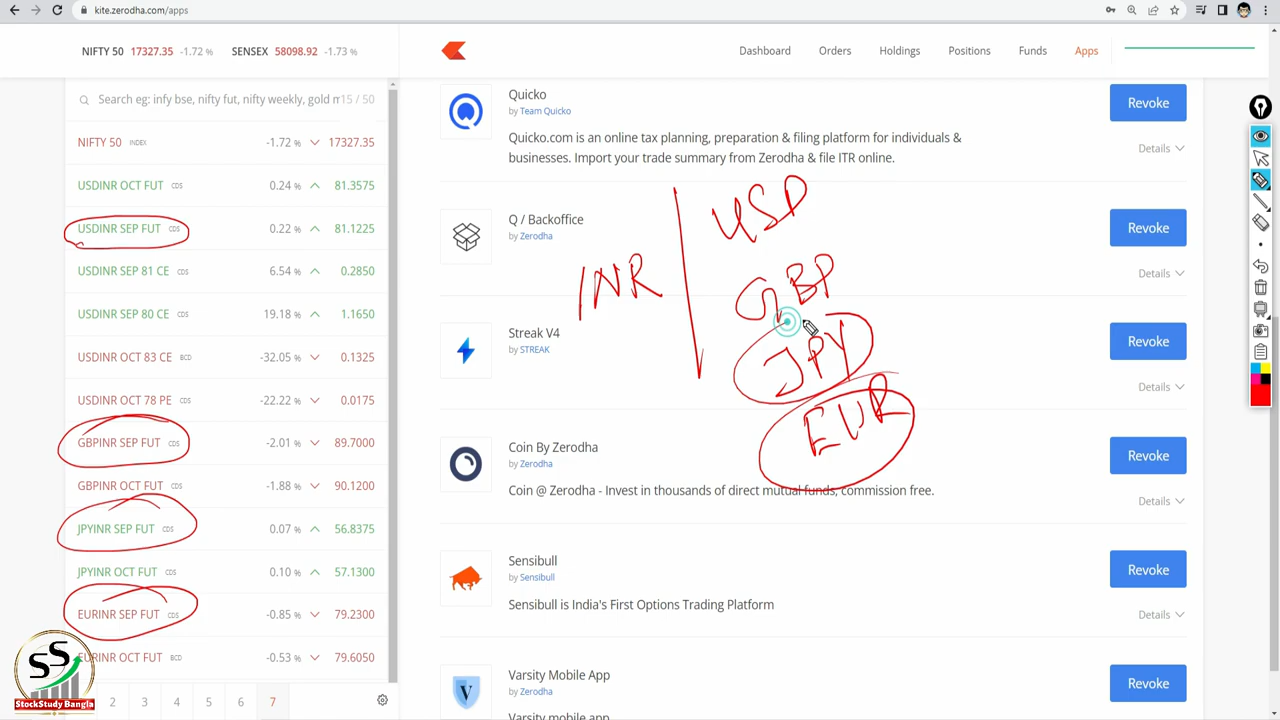 kite.zerodha.com/apps
NIFTY 50 17327.35 -1.72 % SENSEX 58098.92 -1.73 %
Dashboard Orders Holdings Positions Funds Apps
Search eg: infy bse, nifty fut, nifty weekly, gold m 15 / 50
NIFTY 50 INDEX -1.72 % 17327.35
USDINR OCT FUT CDS 0.24 % 81.3575
USDINR SEP FUT CDS 0.22 % 81.1225
USDINR SEP 81 CE CDS 6.54 % 0.2850
USDINR SEP 80 CE CDS 19.18 % 1.1650
USDINR OCT 83 CE BCD -32.05 % 0.1325
USDINR OCT 78 PE CDS -22.22 % 0.0175
GBPINR SEP FUT CDS -2.01 % 89.7000
GBPINR OCT FUT CDS -1.88 % 90.1200
JPYINR SEP FUT CDS 0.07 % 56.8375
JPYINR OCT FUT CDS 0.10 % 57.1300
EURINR SEP FUT CDS -0.85 % 79.2300
EURINR OCT FUT BCD -0.53 % 79.6050
2 3 4 5 6 7
SS
StockStudy Bangla
Quicko
by Team Quicko
Revoke
Quicko.com is an online tax planning, preparation & filing platform for individuals &
businesses. Import your trade summary from Zerodha & file ITR online.
Details
Q / Backoffice
by Zerodha
Revoke
Details
Streak V4
by STREAK
Revoke
Details
Coin By Zerodha
by Zerodha
Revoke
Coin @ Zerodha - Invest in thousands of direct mutual funds, commission free.
Details
Sensibull
by Sensibull
Revoke
Sensibull is India's First Options Trading Platform
Details
Varsity Mobile App
by Zerodha
Revoke
Varsity mobile app
INR
USD
GBP
JPY
EUR